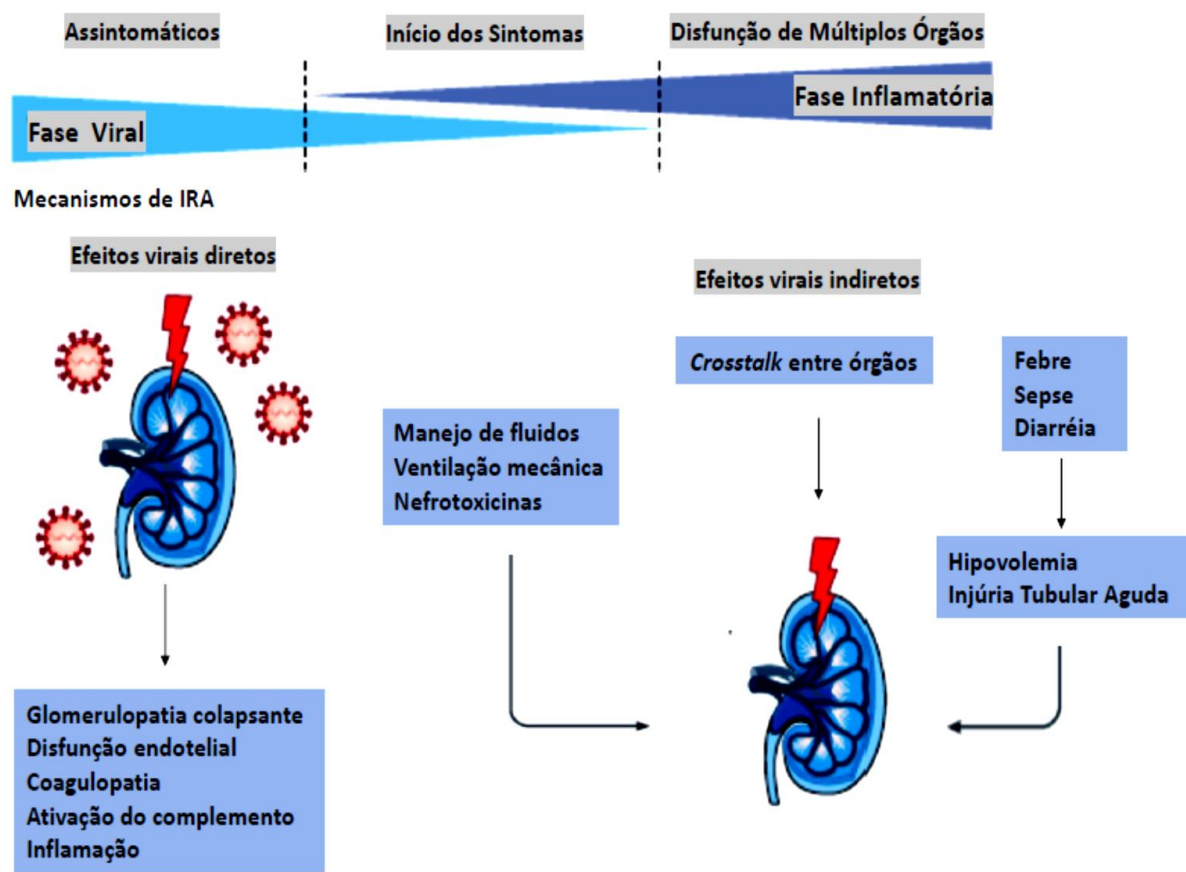 Assintomáticos
Início dos Sintomas
Disfunção de Múltiplos Órgãos
Fase Inflamatória
Fase Viral
Mecanismos de IRA
Efeitos virais diretos
Efeitos virais indiretos
Crosstalk entre órgãos
Febre
Sepse
Diarréia
Manejo de fluidos
Ventilação mecânica
Nefrotoxicinas
Hipovolemia
Injúria Tubular Aguda
Glomerulopatia colapsante
Disfunção endotelial
Coagulopatia
Ativação do complemento
Inflamação